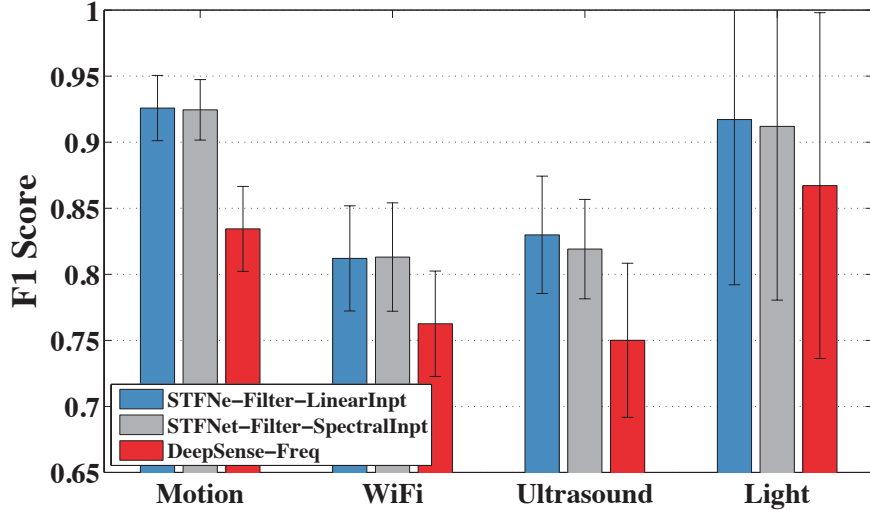 1
0.95
0.9
0.85
0.8
0.75
0.7
0.65
F1 Score
STFNe-Filter-LinearInpt
STFNet-Filter-SpectralInpt
DeepSense-Freq
Motion WiFi Ultrasound Light